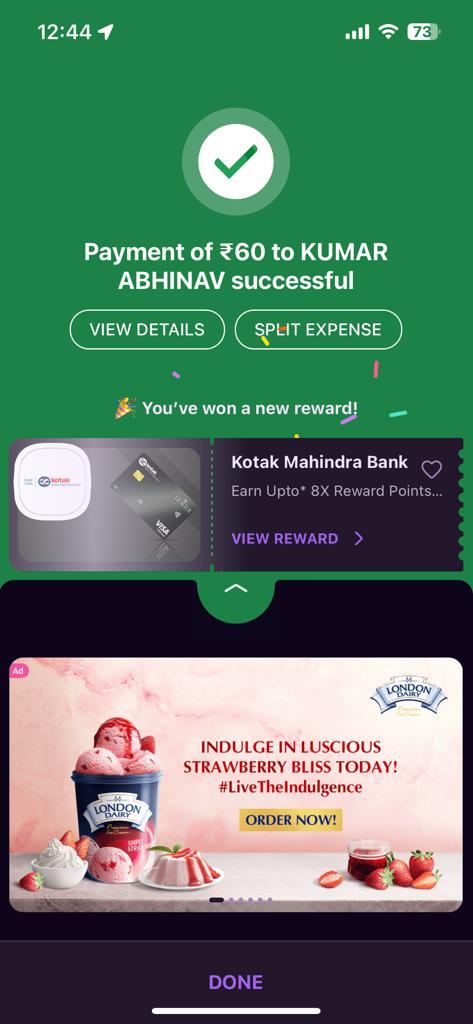 12:44
73
Payment of ₹60 to KUMAR
ABHINAV successful
VIEW DETAILS
SPLIT EXPENSE
🎉 You’ve won a new reward!
kotak
kotak
VISA
Kotak Mahindra Bank
Earn Upto* 8X Reward Points...
VIEW REWARD
Ad
LONDON
DAIRY
INDULGE IN LUSCIOUS
STRAWBERRY BLISS TODAY!
#LiveTheIndulgence
ORDER NOW!
LONDON
DAIRY
DONE